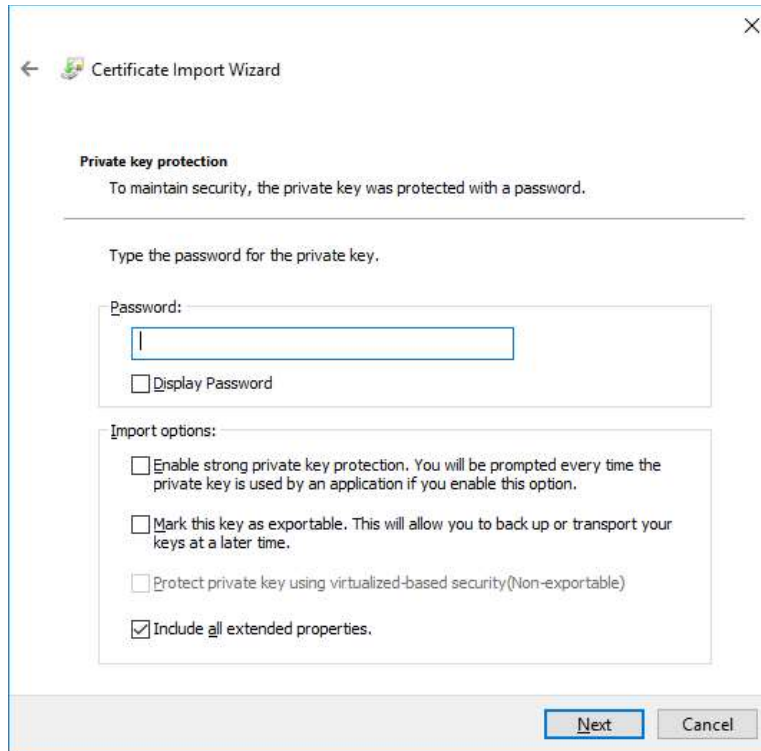 Certificate Import Wizard
Private key protection
To maintain security, the private key was protected with a password.
Type the password for the private key.
Password:
Display Password
Import options:
Enable strong private key protection. You will be prompted every time the
private key is used by an application if you enable this option.
Mark this key as exportable. This will allow you to back up or transport your
keys at a later time.
Protect private key using virtualized-based security(Non-exportable)
Include all extended properties.
Next Cancel